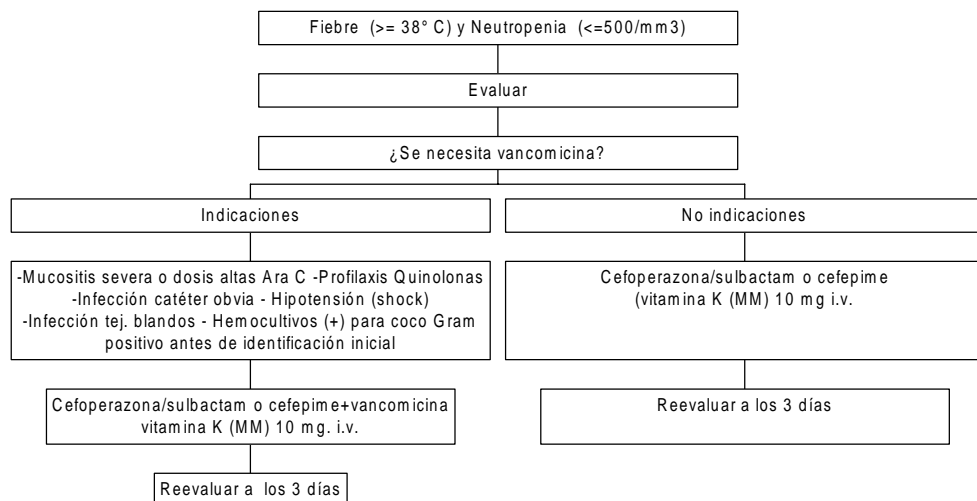 Fiebre (>= 38° C) y Neutropenia (<=500/mm3)
Evaluar
¿Se necesita vancomicina?
Indicaciones
No indicaciones
-Mucositis severa o dosis altas Ara C -Profilaxis Quinolonas
-Infección catéter obvia - Hipotensión (shock)
-Infección tej. blandos - Hemocultivos (+) para coco Gram
positivo antes de identificación inicial
Cefoperazona/sulbactam o cefepime
(vitamina K (MM) 10 mg i.v.
Cefoperazona/sulbactam o cefepime+vancomicina
vitamina K (MM) 10 mg. i.v.
Reevaluar a los 3 días
Reevaluar a los 3 días